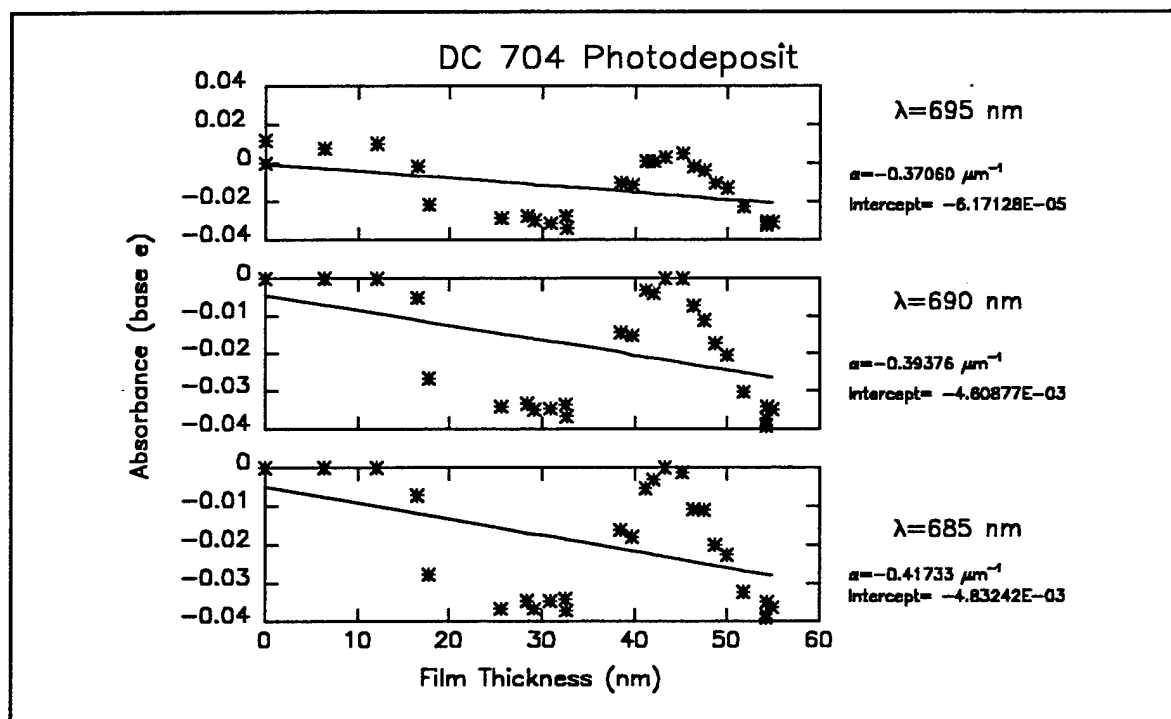 DC 704 Photodeposit
0.04
0.02
0
−0.02
−0.04
λ=695 nm
α=−0.37060 μm⁻¹
Intercept= −6.17128E−05
Absorbance (base e)
0
−0.01
−0.02
−0.03
−0.04
λ=690 nm
α=−0.39376 μm⁻¹
Intercept= −4.60877E−03
0
−0.01
−0.02
−0.03
−0.04
λ=685 nm
α=−0.41733 μm⁻¹
Intercept= −4.83242E−03
0 10 20 30 40 50 60
Film Thickness (nm)